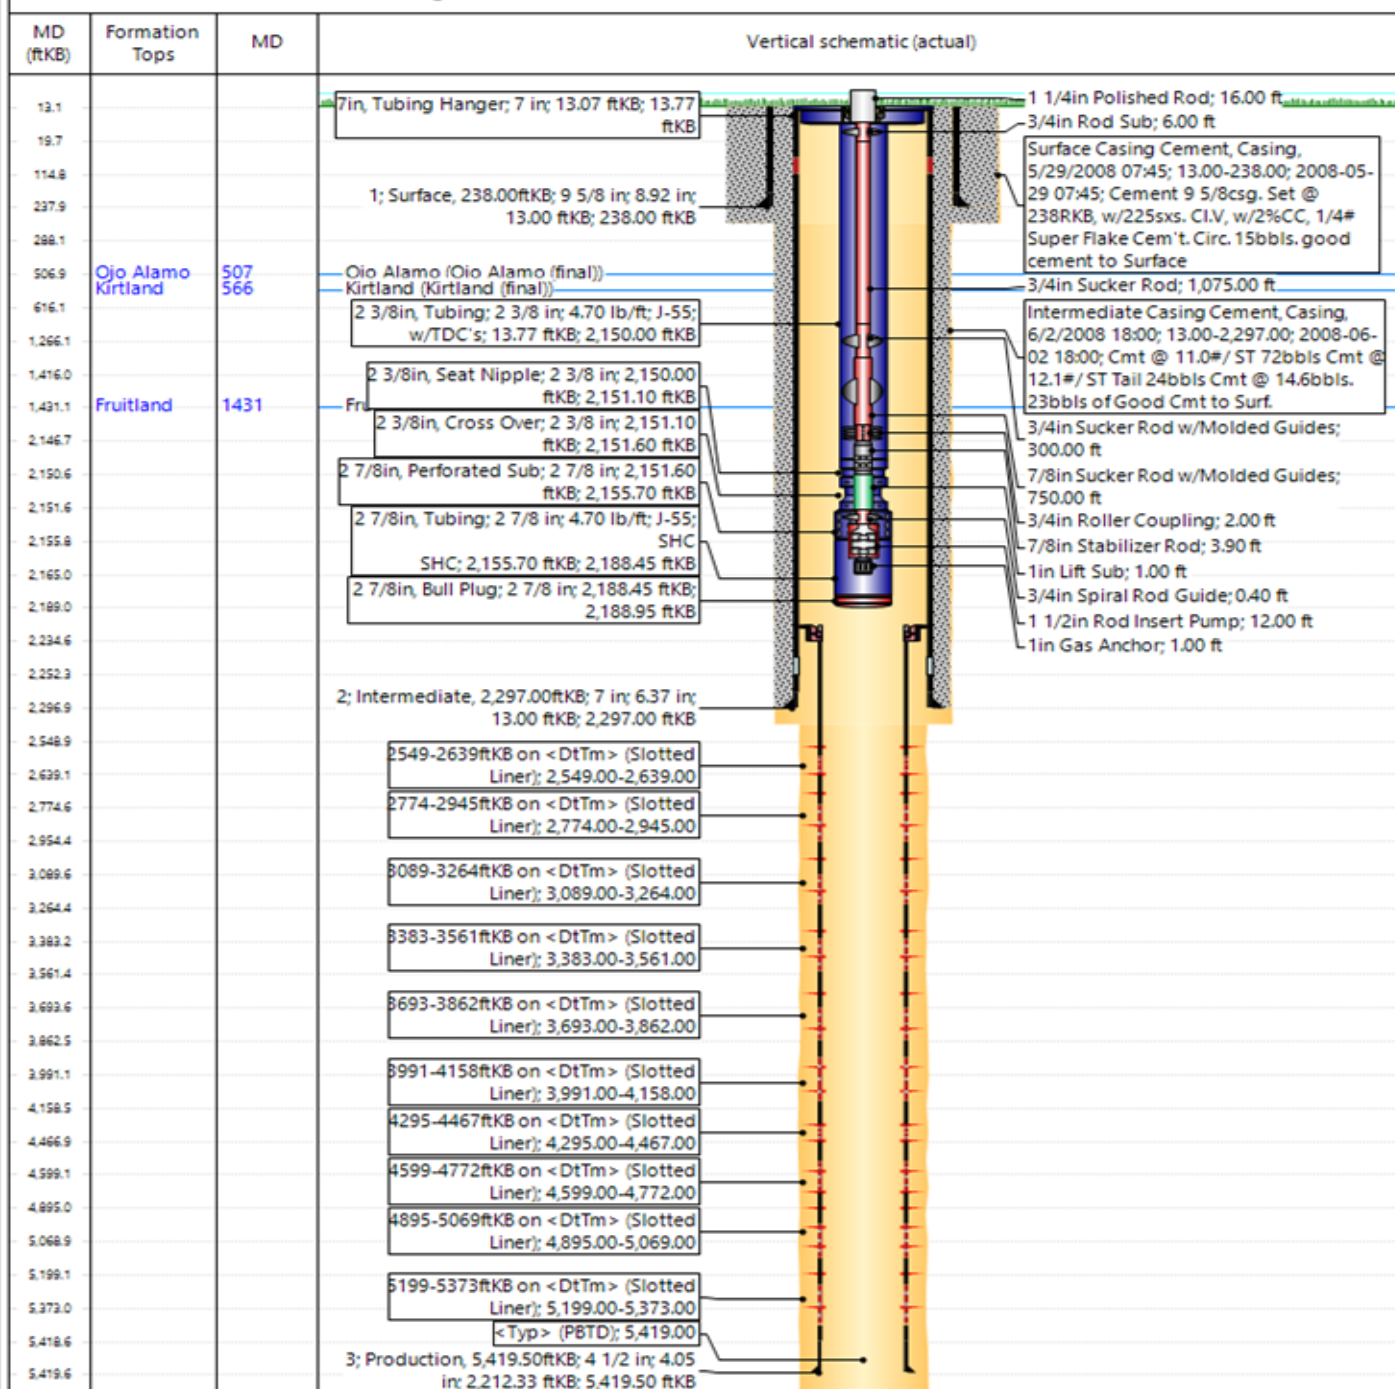 MD
(ftKB)
Formation
Tops
MD
Vertical schematic (actual)
13.1
19.7
114.8
237.9
298.1
506.9
616.1
1,266.1
1,416.0
1,431.1
2,146.7
2,150.6
2,151.6
2,155.8
2,165.0
2,189.0
2,234.6
2,252.3
2,296.9
2,548.9
2,639.1
2,774.6
2,954.4
3,089.6
3,264.4
3,383.2
3,561.4
3,693.6
3,862.5
3,991.1
4,158.5
4,466.9
4,599.1
4,895.0
5,068.9
5,199.1
5,373.0
5,418.6
5,419.6
Ojo Alamo 507
Kirtland 566
Fruitland 1431
7in, Tubing Hanger; 7 in; 13.07 ftKB; 13.77
ftKB
1; Surface, 238.00ftKB; 9 5/8 in; 8.92 in;
13.00 ftKB; 238.00 ftKB
Ojo Alamo (Ojo Alamo (final))
Kirtland (Kirtland (final))
2 3/8in, Tubing; 2 3/8 in; 4.70 lb/ft; J-55;
w/TDC's; 13.77 ftKB; 2,150.00 ftKB
2 3/8in, Seat Nipple; 2 3/8 in; 2,150.00
ftKB; 2,151.10 ftKB
Fru
2 3/8in, Cross Over; 2 3/8 in; 2,151.10
ftKB; 2,151.60 ftKB
2 7/8in, Perforated Sub; 2 7/8 in; 2,151.60
ftKB; 2,155.70 ftKB
2 7/8in, Tubing; 2 7/8 in; 4.70 lb/ft; J-55;
SHC
SHC; 2,155.70 ftKB; 2,188.45 ftKB
2 7/8in, Bull Plug; 2 7/8 in; 2,188.45 ftKB;
2,188.95 ftKB
2; Intermediate, 2,297.00ftKB; 7 in; 6.37 in;
13.00 ftKB; 2,297.00 ftKB
2549-2639ftKB on <DtTm> (Slotted
Liner); 2,549.00-2,639.00
2774-2945ftKB on <DtTm> (Slotted
Liner); 2,774.00-2,945.00
3089-3264ftKB on <DtTm> (Slotted
Liner); 3,089.00-3,264.00
3383-3561ftKB on <DtTm> (Slotted
Liner); 3,383.00-3,561.00
3693-3862ftKB on <DtTm> (Slotted
Liner); 3,693.00-3,862.00
3991-4158ftKB on <DtTm> (Slotted
Liner); 3,991.00-4,158.00
4295-4467ftKB on <DtTm> (Slotted
Liner); 4,295.00-4,467.00
4599-4772ftKB on <DtTm> (Slotted
Liner); 4,599.00-4,772.00
4895-5069ftKB on <DtTm> (Slotted
Liner); 4,895.00-5,069.00
5199-5373ftKB on <DtTm> (Slotted
Liner); 5,199.00-5,373.00
<Typ> (PBTD); 5,419.00
3; Production, 5,419.50ftKB; 4 1/2 in; 4.05
in; 2,212.33 ftKB; 5,419.50 ftKB
1 1/4in Polished Rod; 16.00 ft
3/4in Rod Sub; 6.00 ft
Surface Casing Cement, Casing,
5/29/2008 07:45; 13.00-238.00; 2008-05-
29 07:45; Cement 9 5/8csg. Set @
238RKB, w/225sxs. Cl.V, w/2%CC, 1/4#
Super Flake Cem't. Circ. 15bbls. good
cement to Surface
3/4in Sucker Rod; 1,075.00 ft
Intermediate Casing Cement, Casing,
6/2/2008 18:00; 13.00-2,297.00; 2008-06-
02 18:00; Cmt @ 11.0#/ ST 72bbls Cmt @
12.1#/ ST Tail 24bbls Cmt @ 14.6bbls.
23bbls of Good Cmt to Surf.
3/4in Sucker Rod w/Molded Guides;
300.00 ft
7/8in Sucker Rod w/Molded Guides;
750.00 ft
3/4in Roller Coupling; 2.00 ft
7/8in Stabilizer Rod; 3.90 ft
1in Lift Sub; 1.00 ft
3/4in Spiral Rod Guide; 0.40 ft
1 1/2in Rod Insert Pump; 12.00 ft
1in Gas Anchor; 1.00 ft